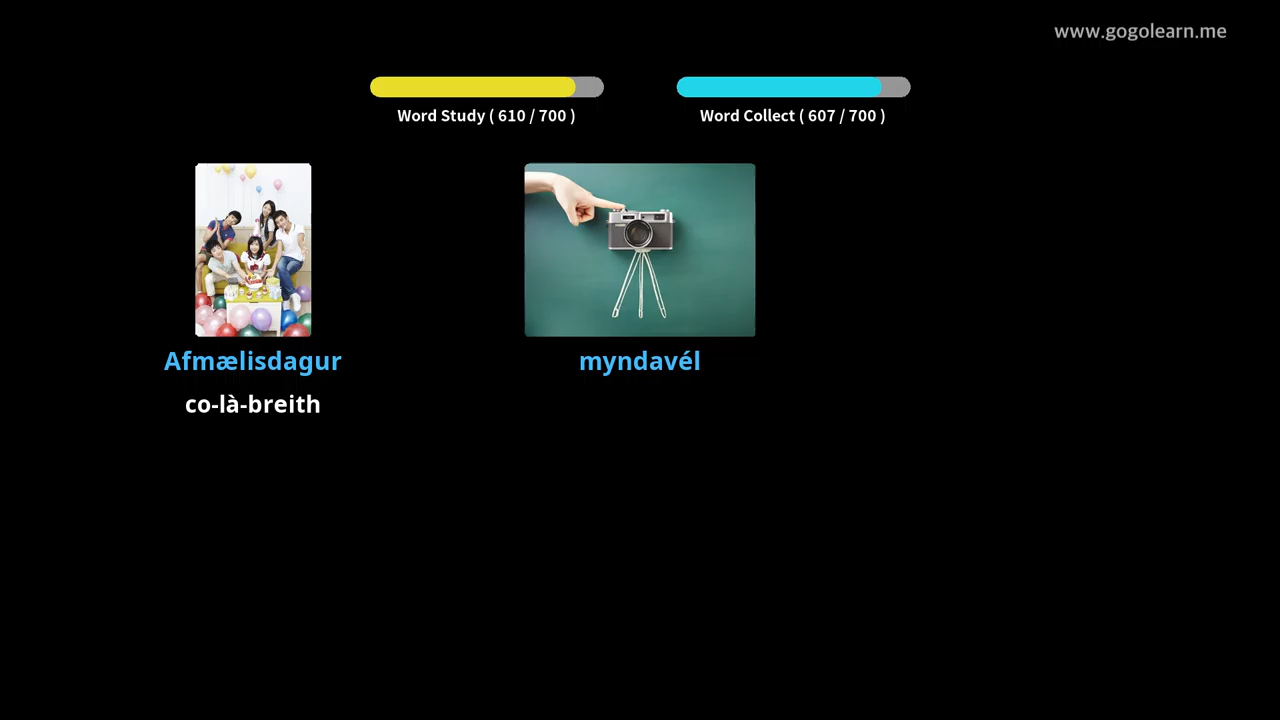 www.gogolearn.me
Word Study ( 610 / 700 )
Word Collect ( 607 / 700 )
Afmælisdagur
myndavél
co-là-breith